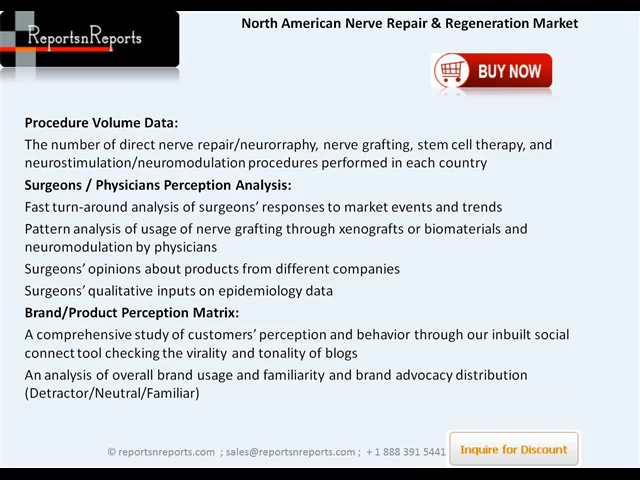 North American Nerve Repair & Regeneration Market
ReportsnReports
BUY NOW
Procedure Volume Data:
The number of direct nerve repair/neurorraphy, nerve grafting, stem cell therapy, and
neurostimulation/neuromodulation procedures performed in each country
Surgeons / Physicians Perception Analysis:
Fast turn-around analysis of surgeons’ responses to market events and trends
Pattern analysis of usage of nerve grafting through xenografts or biomaterials and
neuromodulation by physicians
Surgeons’ opinions about products from different companies
Surgeons’ qualitative inputs on epidemiology data
Brand/Product Perception Matrix:
A comprehensive study of customers’ perception and behavior through our inbuilt social
connect tool checking the virality and tonality of blogs
An analysis of overall brand usage and familiarity and brand advocacy distribution
(Detractor/Neutral/Familiar)
© reportsnreports.com ; sales@reportsnreports.com ; + 1 888 391 5441
Inquire for Discount